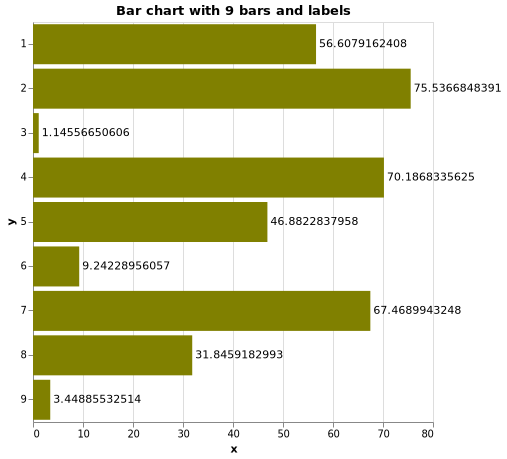 Bar chart with 9 bars and labels
1 56.6079162408
2 75.5366848391
3 1.14556650606
4 70.1868335625
y
5 46.8822837958
6 9.24228956057
7 67.4689943248
8 31.8459182993
9 3.44885532514
0 10 20 30 40 50 60 70 80
x